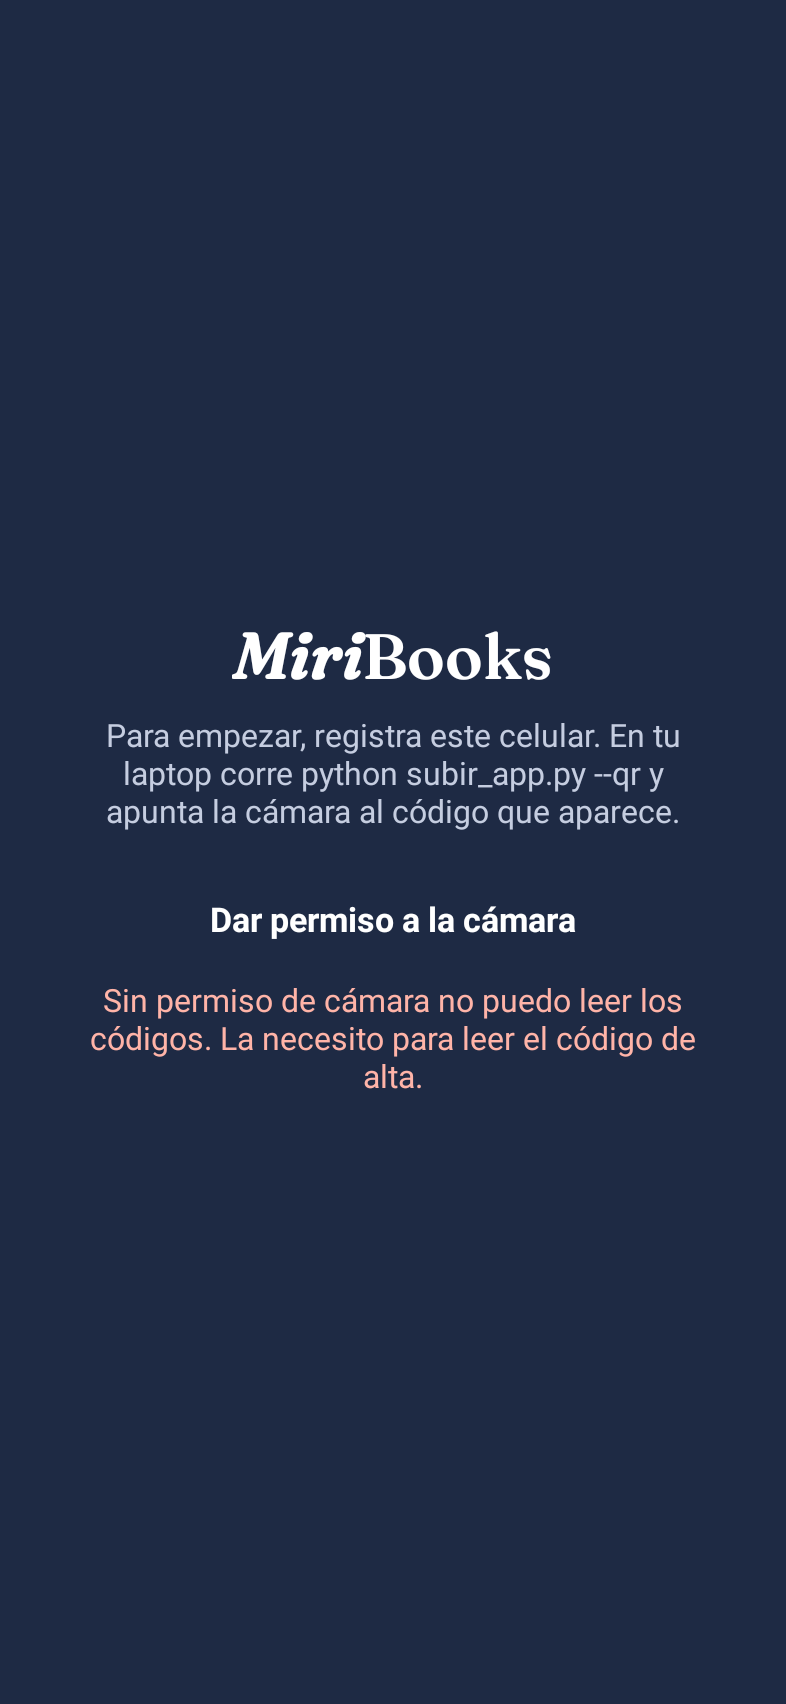 MiriBooks
Para empezar, registra este celular. En tu
laptop corre python subir_app.py --qr y
apunta la cámara al código que aparece.
Dar permiso a la cámara
Sin permiso de cámara no puedo leer los
códigos. La necesito para leer el código de
alta.